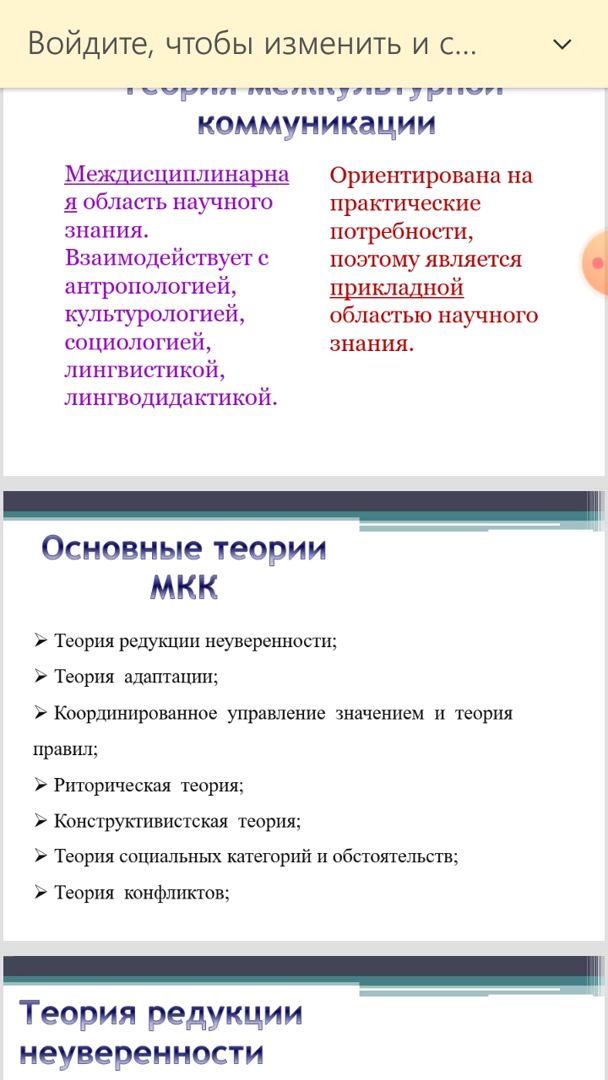 Войдите, чтобы изменить и с...
Теория межкультурной
коммуникации
Междисциплинарна
я область научного
знания.
Взаимодействует с
антропологией,
культурологией,
социологией,
лингвистикой,
лингводидактикой.
Ориентирована на
практические
потребности,
поэтому является
прикладной
областью научного
знания.
Основные теории
МКК
➢ Теория редукции неуверенности;
➢ Теория адаптации;
➢ Координированное управление значением и теория
правил;
➢ Риторическая теория;
➢ Конструктивистская теория;
➢ Теория социальных категорий и обстоятельств;
➢ Теория конфликтов;
Теория редукции
неуверенности